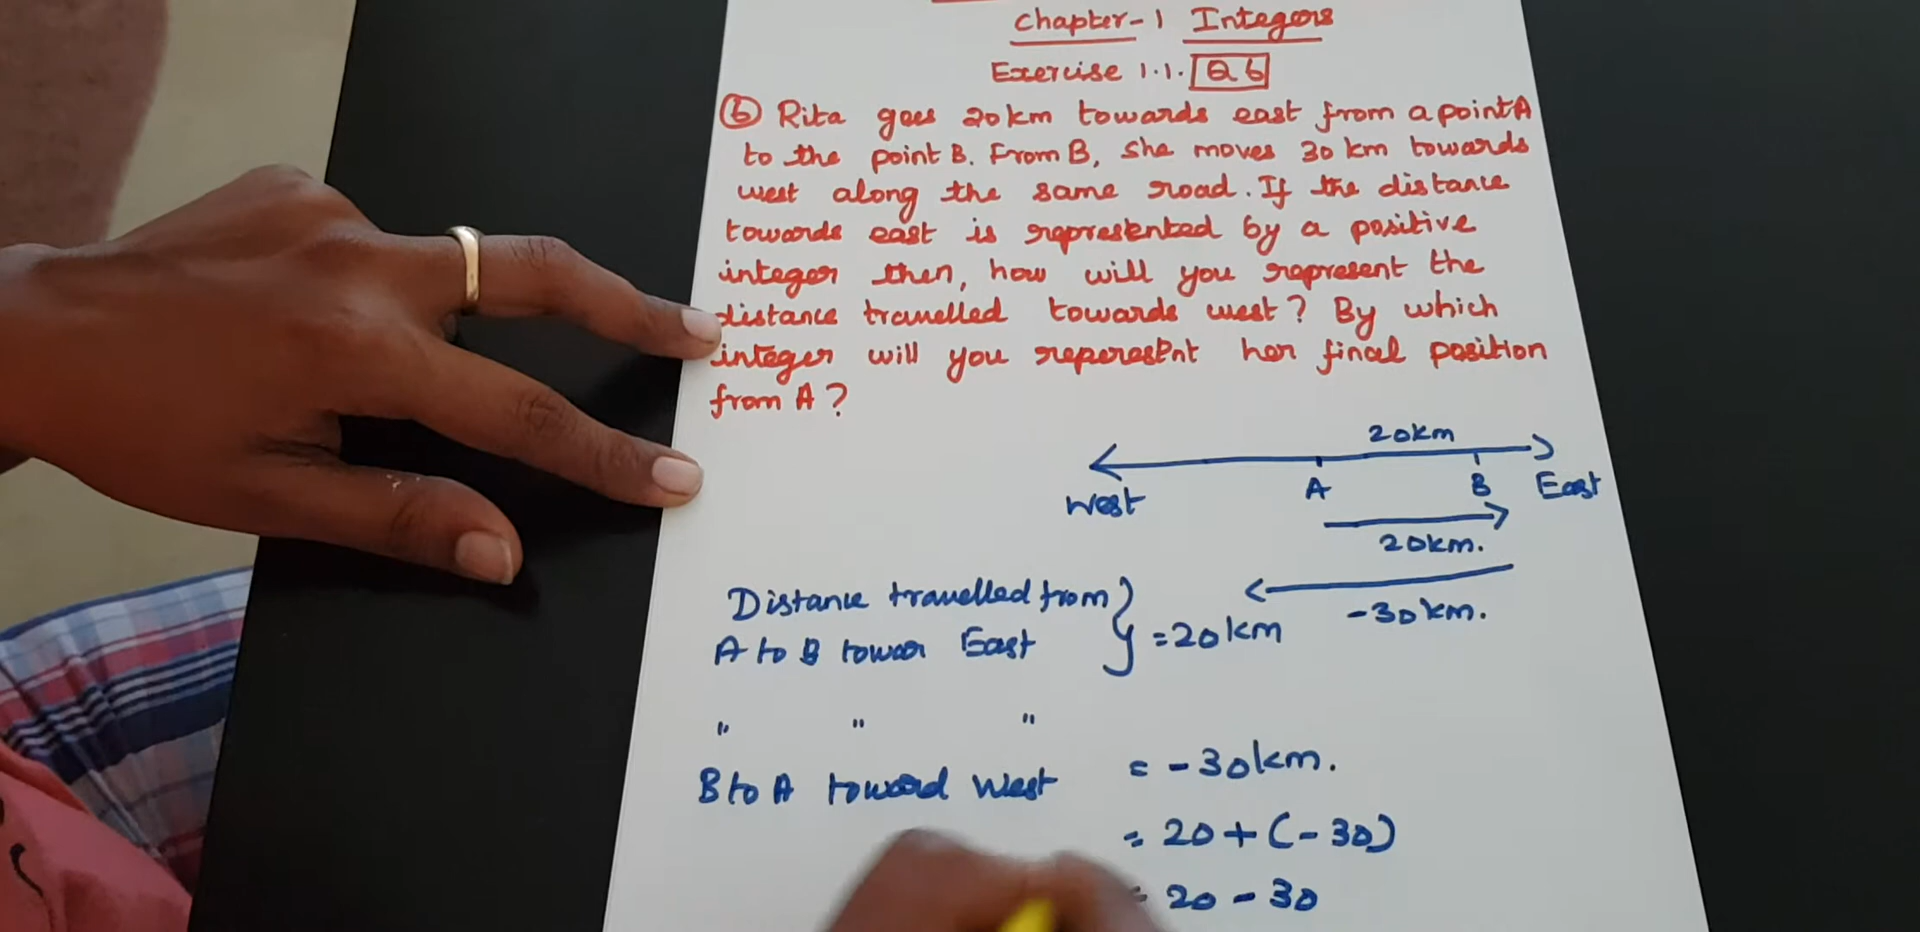 Chapter-1 Integers
Exercise 1.1. Q6
6 Rita goes 20km towards east from a point A
to the point B. From B, she moves 30 km towards
west along the same road. If the distance
towards east is represented by a positive
integer then, how will you represent the
distance travelled towards west? By which
integer will you reperesent her final position
from A?
20km
West A B East
20km.
-30km.
Distance travelled from
A to B towar East } = 20km
" " "
B to A toward West = -30km.
= 20+(-30)
= 20-30